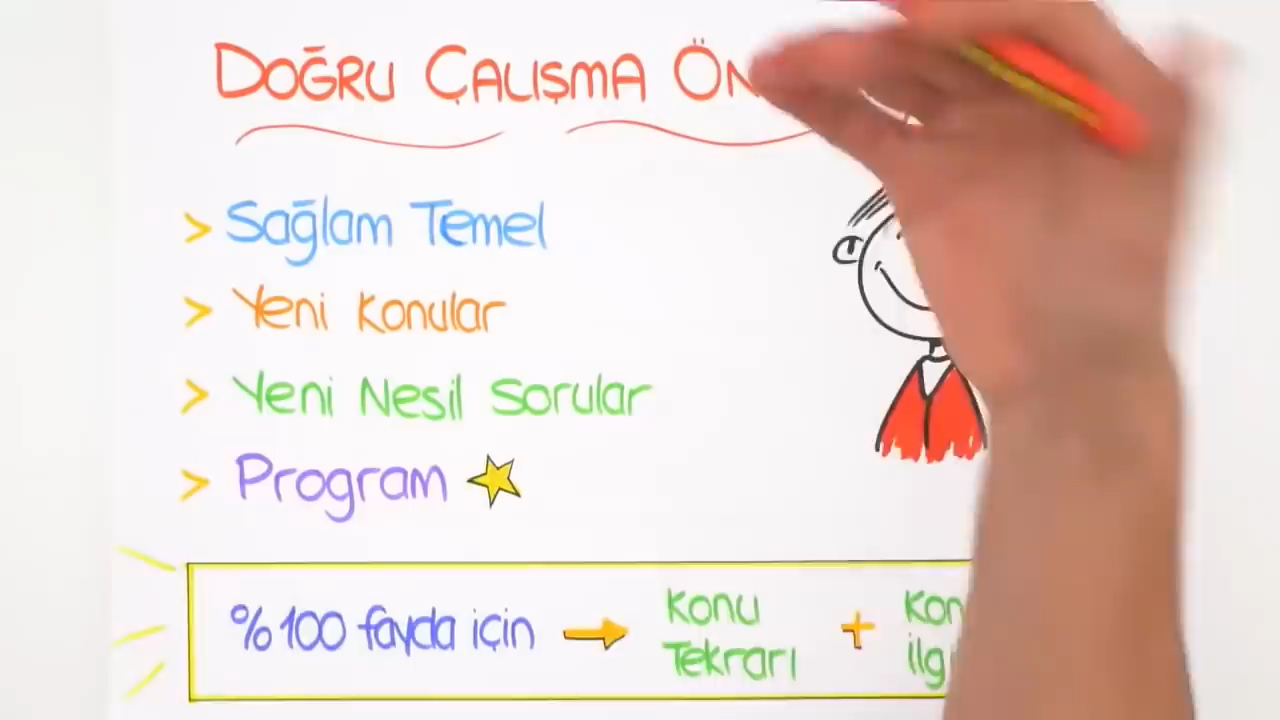 DOĞRU ÇALIŞMA
> Sağlam Temel
> Yeni Konular
> Yeni Nesil Sorular
> Program
%100 fayda için → Konu Tekrarı +